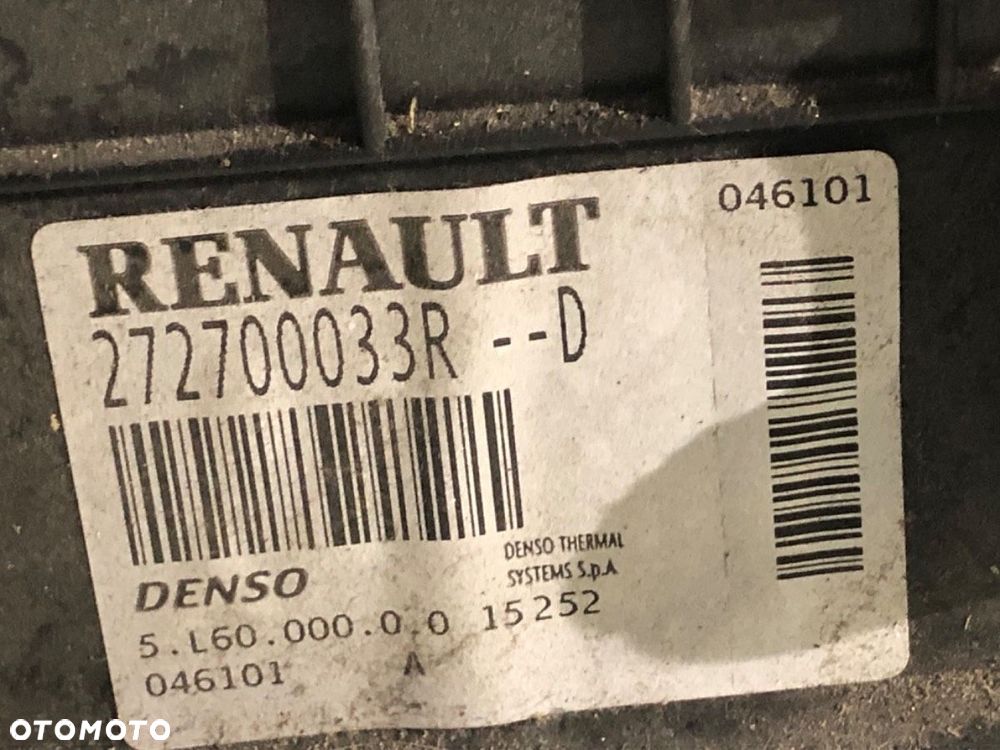 046101
RENAULT
272700033R --D
DENSO
DENSO THERMAL
SYSTEMS S.p.A
5.L60.000.0.0 15252
046101 A
OTOMOTO